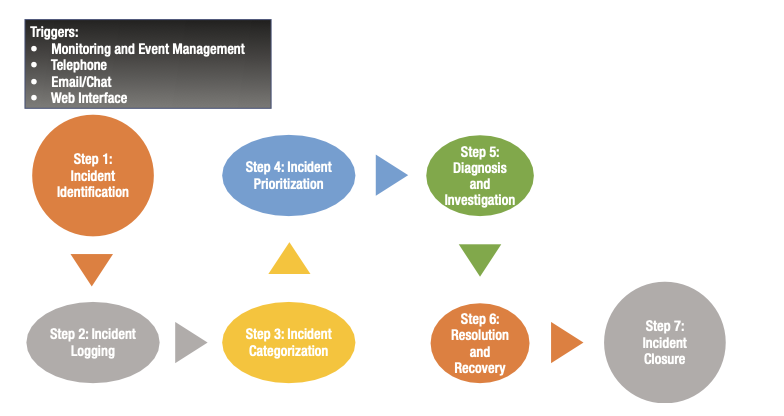 Triggers:
• Monitoring and Event Management
• Telephone
• Email/Chat
• Web Interface
Step 1:
Incident
Identification
Step 2: Incident
Logging
Step 3: Incident
Categorization
Step 4: Incident
Prioritization
Step 5:
Diagnosis
and
Investigation
Step 6:
Resolution
and
Recovery
Step 7:
Incident
Closure